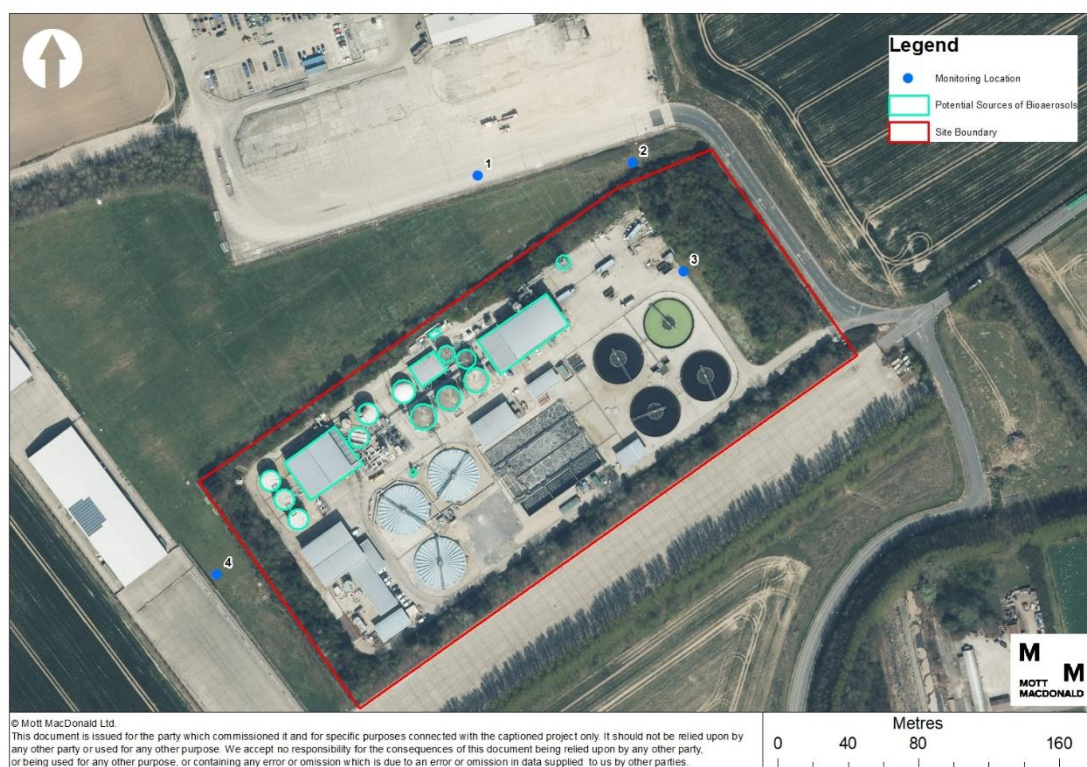 Legend
Monitoring Location
Potential Sources of Bioaerosols
Site Boundary
1
2
3
4
M
M
MOTT
MACDONALD
© Mott MacDonald Ltd.
This document is issued for the party which commissioned it and for specific purposes connected with the captioned project only. It should not be relied upon by
any other party or used for any other purpose. We accept no responsibility for the consequences of this document being relied upon by any other party,
or being used for any other purpose, or containing any error or omission which is due to an error or omission in data supplied to us by other parties.
Metres
0 40 80 160